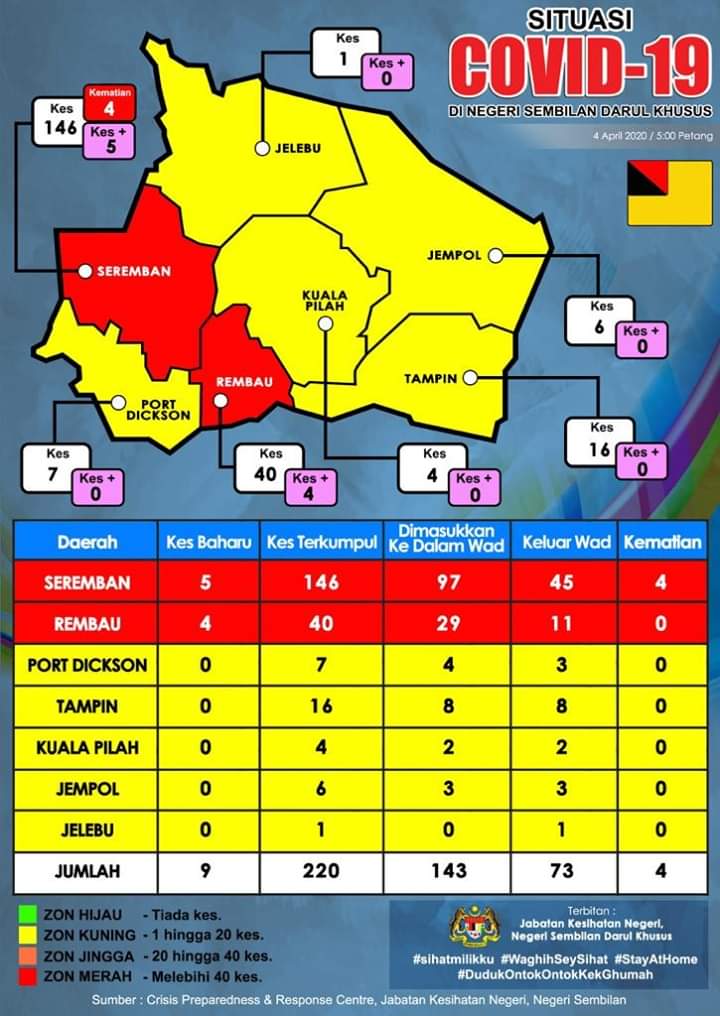 SITUASI
COVID-19
DI NEGERI SEMBILAN DARUL KHUSUS
4 April 2020 / 5:00 Petang
Kes
1
Kes +
0
Kes
146
Kematian
4
Kes +
5
JELEBU
SEREMBAN
JEMPOL
KUALA
PILAH
REMBAU
TAMPIN
PORT
DICKSON
Kes
6
Kes +
0
Kes
16
Kes +
0
Kes
7
Kes +
0
Kes
40
Kes +
4
Kes
4
Kes +
0
Daerah Kes Baharu Kes Terkumpul Dimasukkan Ke Dalam Wad Keluar Wad Kematian
SEREMBAN 5 146 97 45 4
REMBAU 4 40 29 11 0
PORT DICKSON 0 7 4 3 0
TAMPIN 0 16 8 8 0
KUALA PILAH 0 4 2 2 0
JEMPOL 0 6 3 3 0
JELEBU 0 1 0 1 0
JUMLAH 9 220 143 73 4
ZON HIJAU - Tiada kes.
ZON KUNING - 1 hingga 20 kes.
ZON JINGGA - 20 hingga 40 kes.
ZON MERAH - Melebihi 40 kes.
Terbitan :
Jabatan Kesihatan Negeri,
Negeri Sembilan Darul Khusus
#sihatmilikku #WaghihSeySihat #StayAtHome
#DudukOntokOntokKekGhumah
Sumber : Crisis Preparedness & Response Centre, Jabatan Kesihatan Negeri, Negeri Sembilan